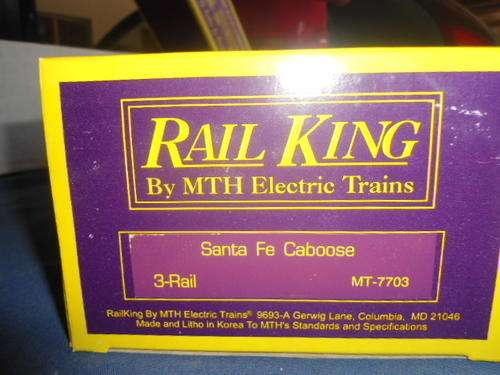 RAIL KING
By MTH Electric Trains
Santa Fe Caboose
3-Rail MT-7703
RailKing By MTH Electric Trains® 9693-A Gerwig Lane, Columbia, MD 21046
Made and Litho in Korea To MTH's Standards and Specifications